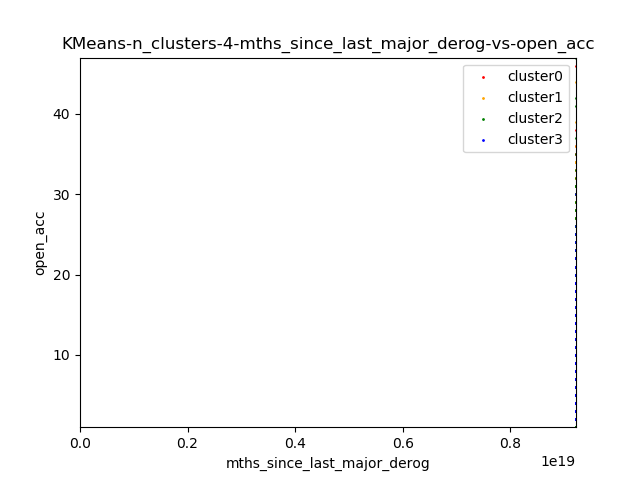 KMeans-n_clusters-4-mths_since_last_major_derog-vs-open_acc
cluster0
cluster1
cluster2
cluster3
40
30
20
10
open_acc
0.0 0.2 0.4 0.6 0.8
1e19
mths_since_last_major_derog